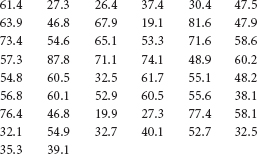 61.4 27.3 26.4 37.4 30.4 47.5
63.9 46.8 67.9 19.1 81.6 47.9
73.4 54.6 65.1 53.3 71.6 58.6
57.3 87.8 71.1 74.1 48.9 60.2
54.8 60.5 32.5 61.7 55.1 48.2
56.8 60.1 52.9 60.5 55.6 38.1
76.4 46.8 19.9 27.3 77.4 58.1
32.1 54.9 32.7 40.1 52.7 32.5
35.3 39.1